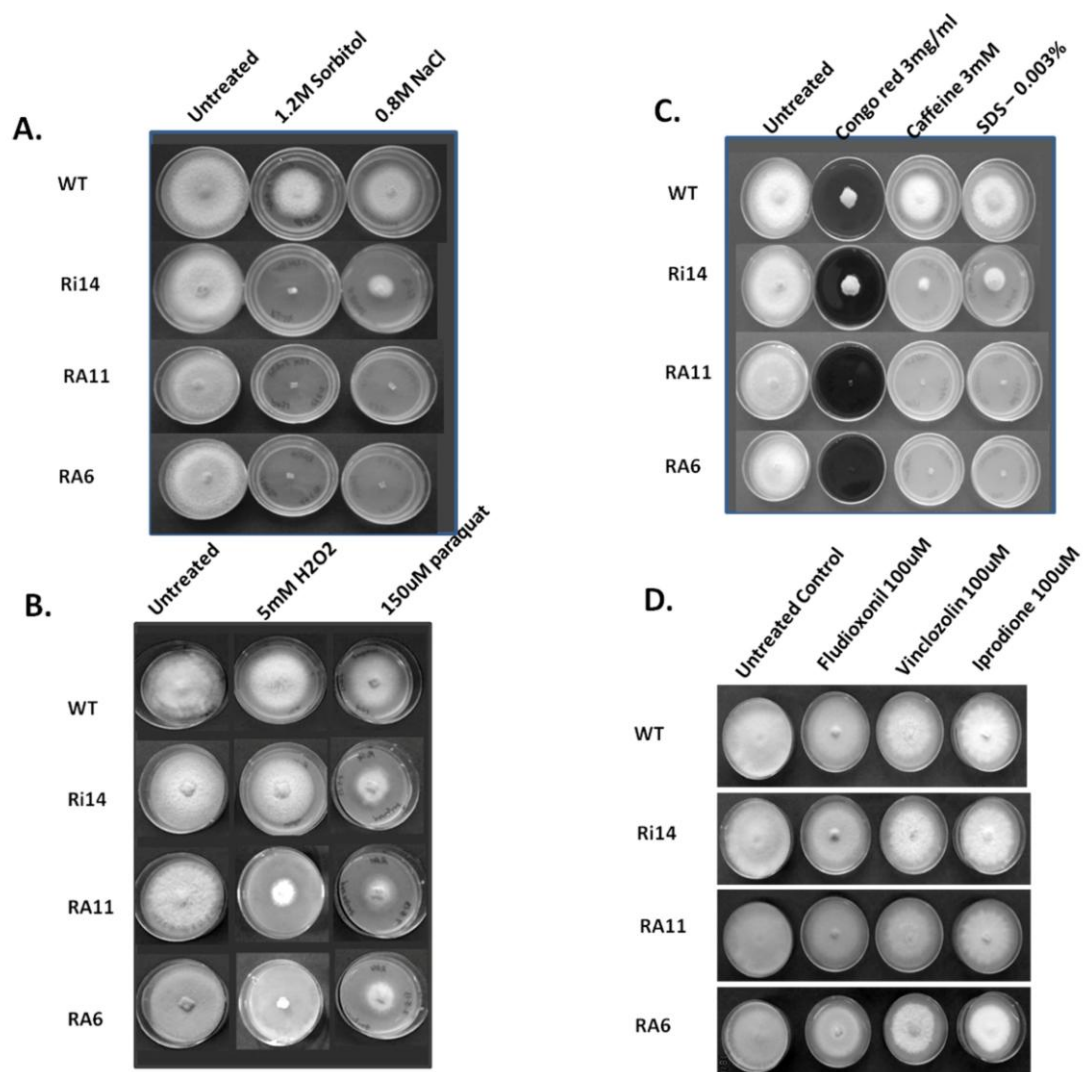 A.
Untreated
1.2M Sorbitol
0.8M NaCl
WT
Ri14
RA11
RA6
B.
Untreated
5mM H2O2
150uM paraquat
WT
Ri14
RA11
RA6
C.
Untreated
Congo red 3mg/ml
Caffeine 3mM
SDS – 0.003%
WT
Ri14
RA11
RA6
D.
Untreated Control
Fludioxonil 100uM
Vinclozolin 100uM
Iprodione 100uM
WT
Ri14
RA11
RA6